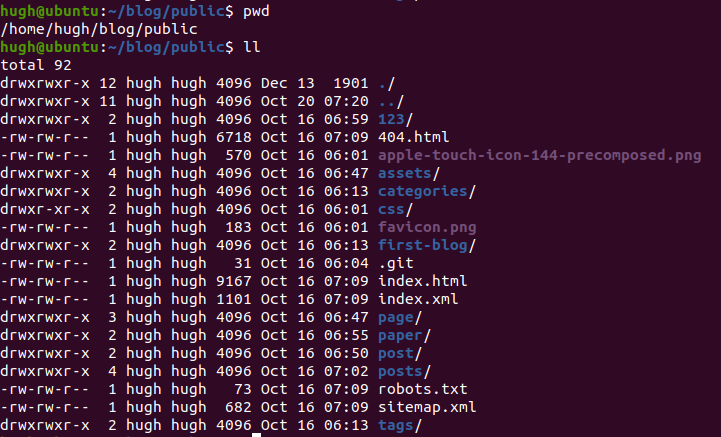 hugh@ubuntu:~/blog/public$ pwd
/home/hugh/blog/public
hugh@ubuntu:~/blog/public$ ll
total 92
drwxrwxr-x 12 hugh hugh 4096 Dec 13  1901 ./
drwxrwxr-x 11 hugh hugh 4096 Oct 20 07:20 ../
drwxrwxr-x  2 hugh hugh 4096 Oct 16 06:59 123/
-rw-rw-r--  1 hugh hugh 6718 Oct 16 07:09 404.html
-rw-rw-r--  1 hugh hugh  570 Oct 16 06:01 apple-touch-icon-144-precomposed.png
drwxrwxr-x  4 hugh hugh 4096 Oct 16 06:47 assets/
drwxrwxr-x  2 hugh hugh 4096 Oct 16 06:13 categories/
drwxr-xr-x  2 hugh hugh 4096 Oct 16 06:01 css/
-rw-rw-r--  1 hugh hugh  183 Oct 16 06:01 favicon.png
drwxrwxr-x  2 hugh hugh 4096 Oct 16 06:13 first-blog/
-rw-rw-r--  1 hugh hugh   31 Oct 16 06:04 .git
-rw-rw-r--  1 hugh hugh 9167 Oct 16 07:09 index.html
-rw-rw-r--  1 hugh hugh 1101 Oct 16 07:09 index.xml
drwxrwxr-x  3 hugh hugh 4096 Oct 16 06:47 page/
drwxrwxr-x  2 hugh hugh 4096 Oct 16 06:55 paper/
drwxrwxr-x  2 hugh hugh 4096 Oct 16 06:50 post/
drwxrwxr-x  4 hugh hugh 4096 Oct 16 07:02 posts/
-rw-rw-r--  1 hugh hugh   73 Oct 16 07:09 robots.txt
-rw-rw-r--  1 hugh hugh  682 Oct 16 07:09 sitemap.xml
drwxrwxr-x  2 hugh hugh 4096 Oct 16 06:13 tags/